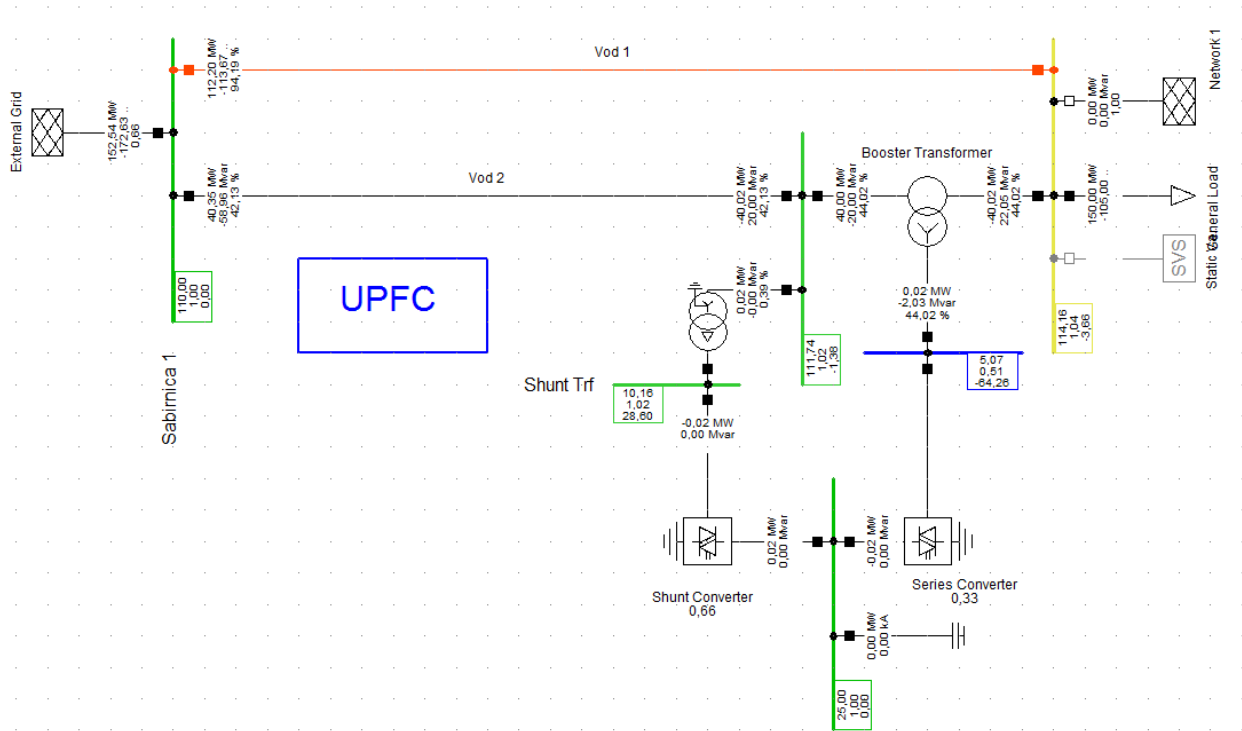 Vod 1
112,20 MW
-113,67 ..
94,19 %
Network 1
0,00 MW
0,00 Mvar
1,00
External Grid
152,54 MW
-172,63 ..
0,66
Booster Transformer
Vod 2
40,35 MW
-58,96 Mvar
42,13 %
-40,02 MW
20,00 Mvar
42,13 %
40,00 MW
-20,00 Mvar
44,02 %
-40,02 MW
22,05 Mvar
44,02 %
150,00 MW
-105,00 ..
General Load
SVS
Static
110,00
1,00
0,00
UPFC
0,02 MW
-0,00 Mvar
0,39 %
0,02 MW
-2,03 Mvar
44,02 %
114,16
1,04
-3,66
111,74
1,02
-1,38
5,07
0,51
-64,26
Sabirnica 1
Shunt Trf
10,16
1,02
28,60
-0,02 MW
0,00 Mvar
0,02 MW
0,00 Mvar
-0,02 MW
0,00 Mvar
Shunt Converter
0,66
Series Converter
0,33
0,00 MW
0,00 kA
25,00
1,00
0,00